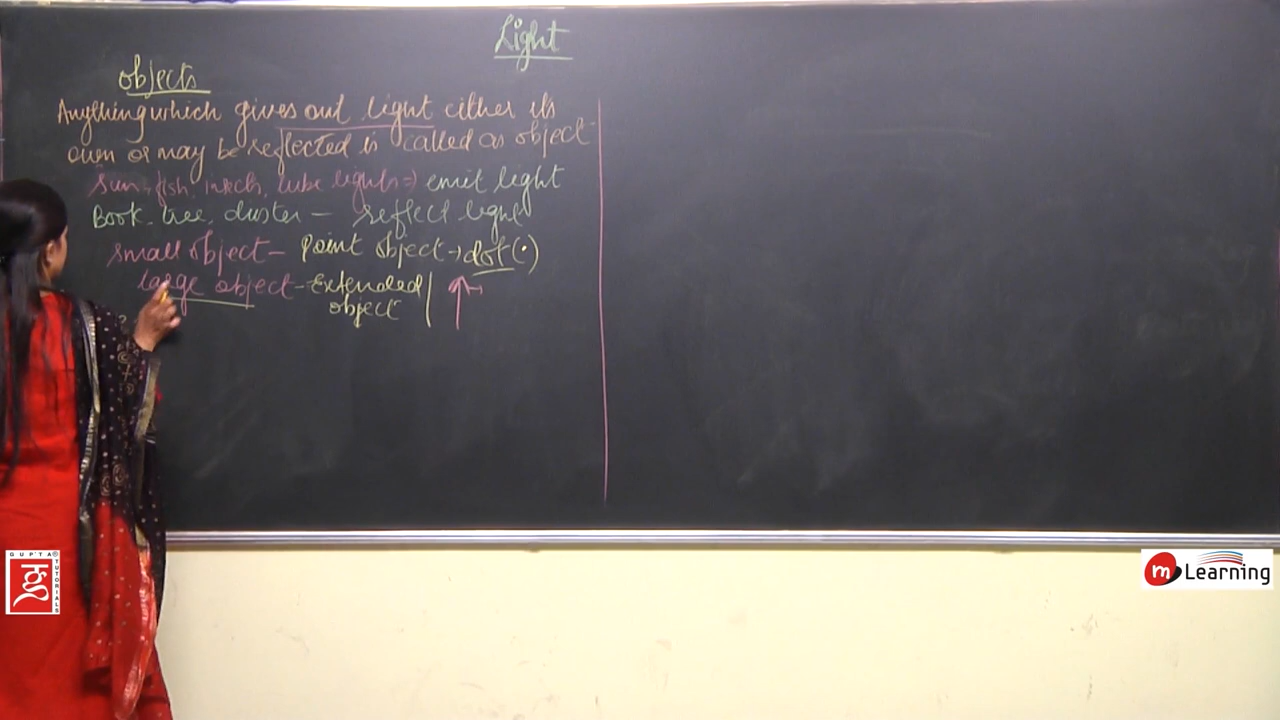 Light
objects
Anything which gives out light either its
own or may be reflected is called as object
Sun, fish, insects, tube lights => emit light
Book, tree, duster - reflect light
small object - Point object → dot (.)
large object - Extended
object
GUPTA
TUTORIALS
m Learning